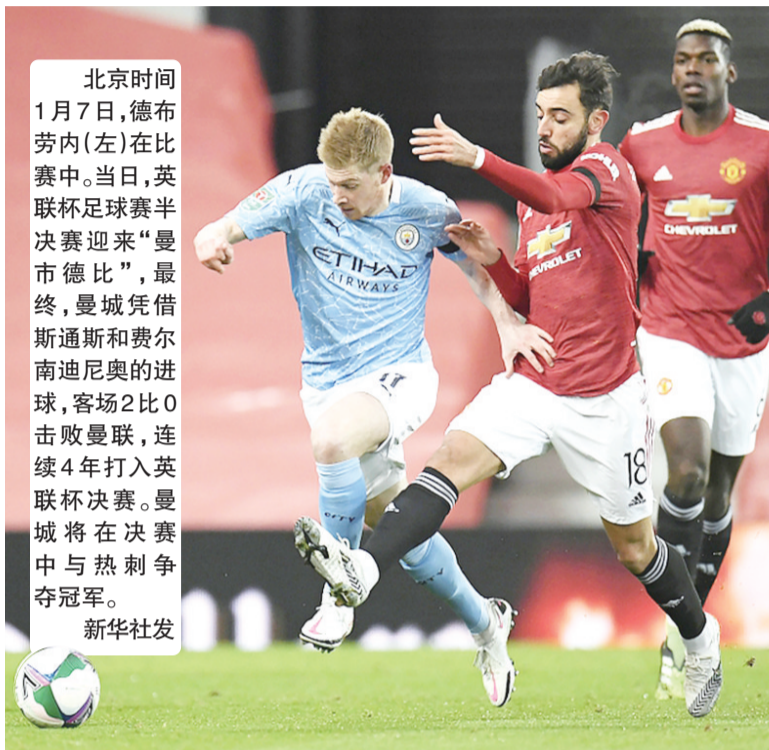 北京时间
1月7日，德布
劳内（左）在比
赛中。当日，英
联杯足球赛半
决赛迎来“曼
市德比”，最
终，曼城凭借
斯通斯和费尔
南迪尼奥的进
球，客场2比0
击败曼联，连
续4年打入英
联杯决赛。曼
城将在决赛
中与热刺争
夺冠军。
新华社发
ETIHAD
AIRWAYS
17
CITY
KOHLER
CHEVROLET
18
adidas
CHEVROLET